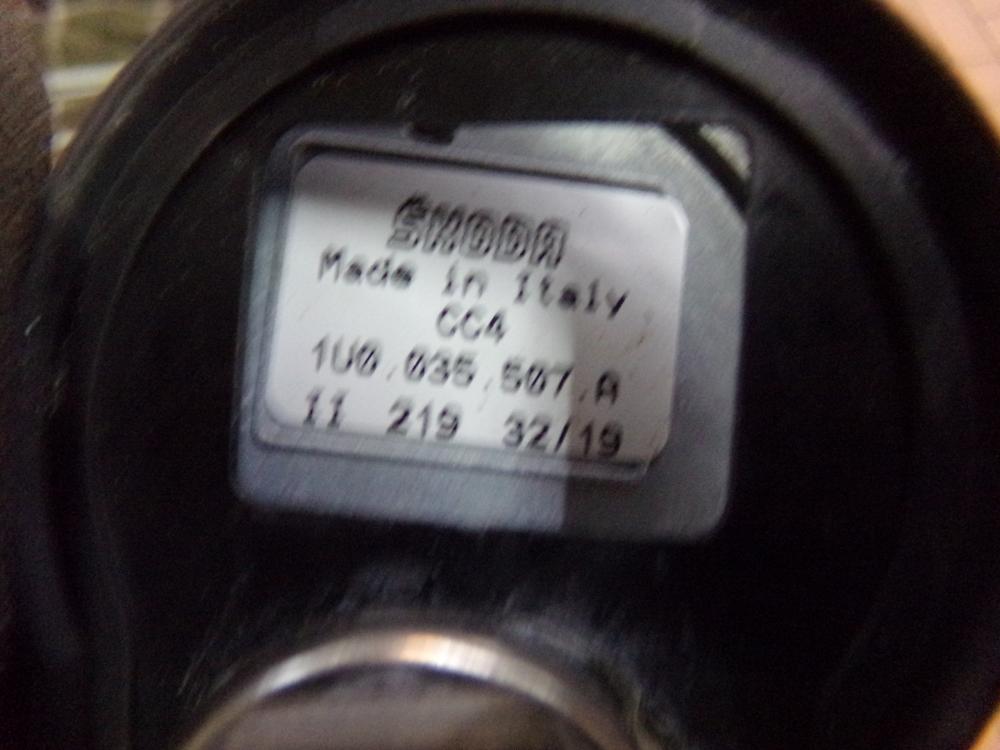 SKODA
Made in Italy
CC4
1U0.035.507.A
II 219 32/19